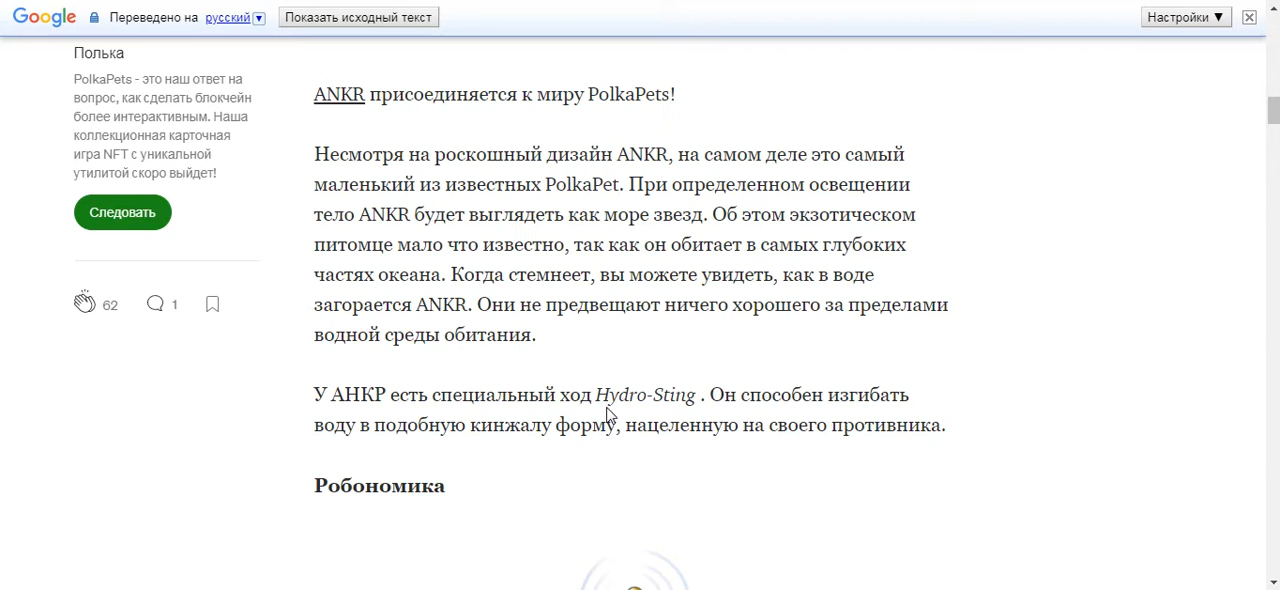 Google Переведено на русский Показать исходный текст Настройки ▼
Полька
PolkaPets - это наш ответ на
вопрос, как сделать блокчейн
более интерактивным. Наша
коллекционная карточная
игра NFT с уникальной
утилитой скоро выйдет!
Следовать
62 1
ANKR присоединяется к миру PolkaPets!
Несмотря на роскошный дизайн ANKR, на самом деле это самый
маленький из известных PolkaPet. При определенном освещении
тело ANKR будет выглядеть как море звезд. Об этом экзотическом
питомце мало что известно, так как он обитает в самых глубоких
частях океана. Когда стемнеет, вы можете увидеть, как в воде
загорается ANKR. Они не предвещают ничего хорошего за пределами
водной среды обитания.
У АНКР есть специальный ход Hydro-Sting . Он способен изгибать
воду в подобную кинжалу форму, нацеленную на своего противника.
Робономика